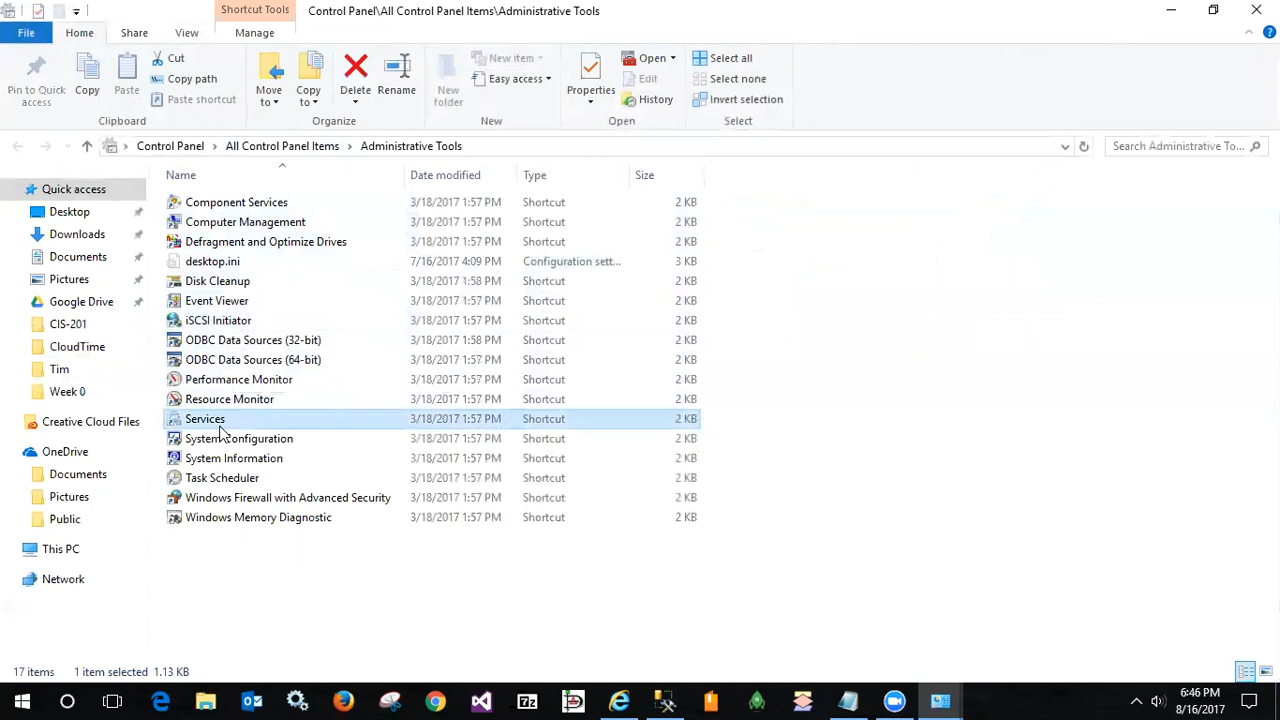 Shortcut Tools
Control Panel\All Control Panel Items\Administrative Tools
File Home Share View Manage
Pin to Quick access
Copy
Paste
Cut
Copy path
Paste shortcut
Clipboard
Move to
Copy to
Delete
Rename
Organize
New folder
New item
Easy access
New
Properties
Open
Edit
History
Open
Select all
Select none
Invert selection
Select
Control Panel > All Control Panel Items > Administrative Tools
Search Administrative To...
Quick access
Desktop
Downloads
Documents
Pictures
Google Drive
CIS-201
CloudTime
Tim
Week 0
Creative Cloud Files
OneDrive
Documents
Pictures
Public
This PC
Network
Name Date modified Type Size
Component Services 3/18/2017 1:57 PM Shortcut 2 KB
Computer Management 3/18/2017 1:57 PM Shortcut 2 KB
Defragment and Optimize Drives 3/18/2017 1:57 PM Shortcut 2 KB
desktop.ini 7/16/2016 4:09 PM Configuration sett... 3 KB
Disk Cleanup 3/18/2017 1:58 PM Shortcut 2 KB
Event Viewer 3/18/2017 1:57 PM Shortcut 2 KB
iSCSI Initiator 3/18/2017 1:57 PM Shortcut 2 KB
ODBC Data Sources (32-bit) 3/18/2017 1:58 PM Shortcut 2 KB
ODBC Data Sources (64-bit) 3/18/2017 1:57 PM Shortcut 2 KB
Performance Monitor 3/18/2017 1:57 PM Shortcut 2 KB
Resource Monitor 3/18/2017 1:57 PM Shortcut 2 KB
Services 3/18/2017 1:57 PM Shortcut 2 KB
System Configuration 3/18/2017 1:57 PM Shortcut 2 KB
System Information 3/18/2017 1:57 PM Shortcut 2 KB
Task Scheduler 3/18/2017 1:57 PM Shortcut 2 KB
Windows Firewall with Advanced Security 3/18/2017 1:57 PM Shortcut 2 KB
Windows Memory Diagnostic 3/18/2017 1:57 PM Shortcut 2 KB
17 items 1 item selected 1.13 KB
7z
6:46 PM
8/16/2017